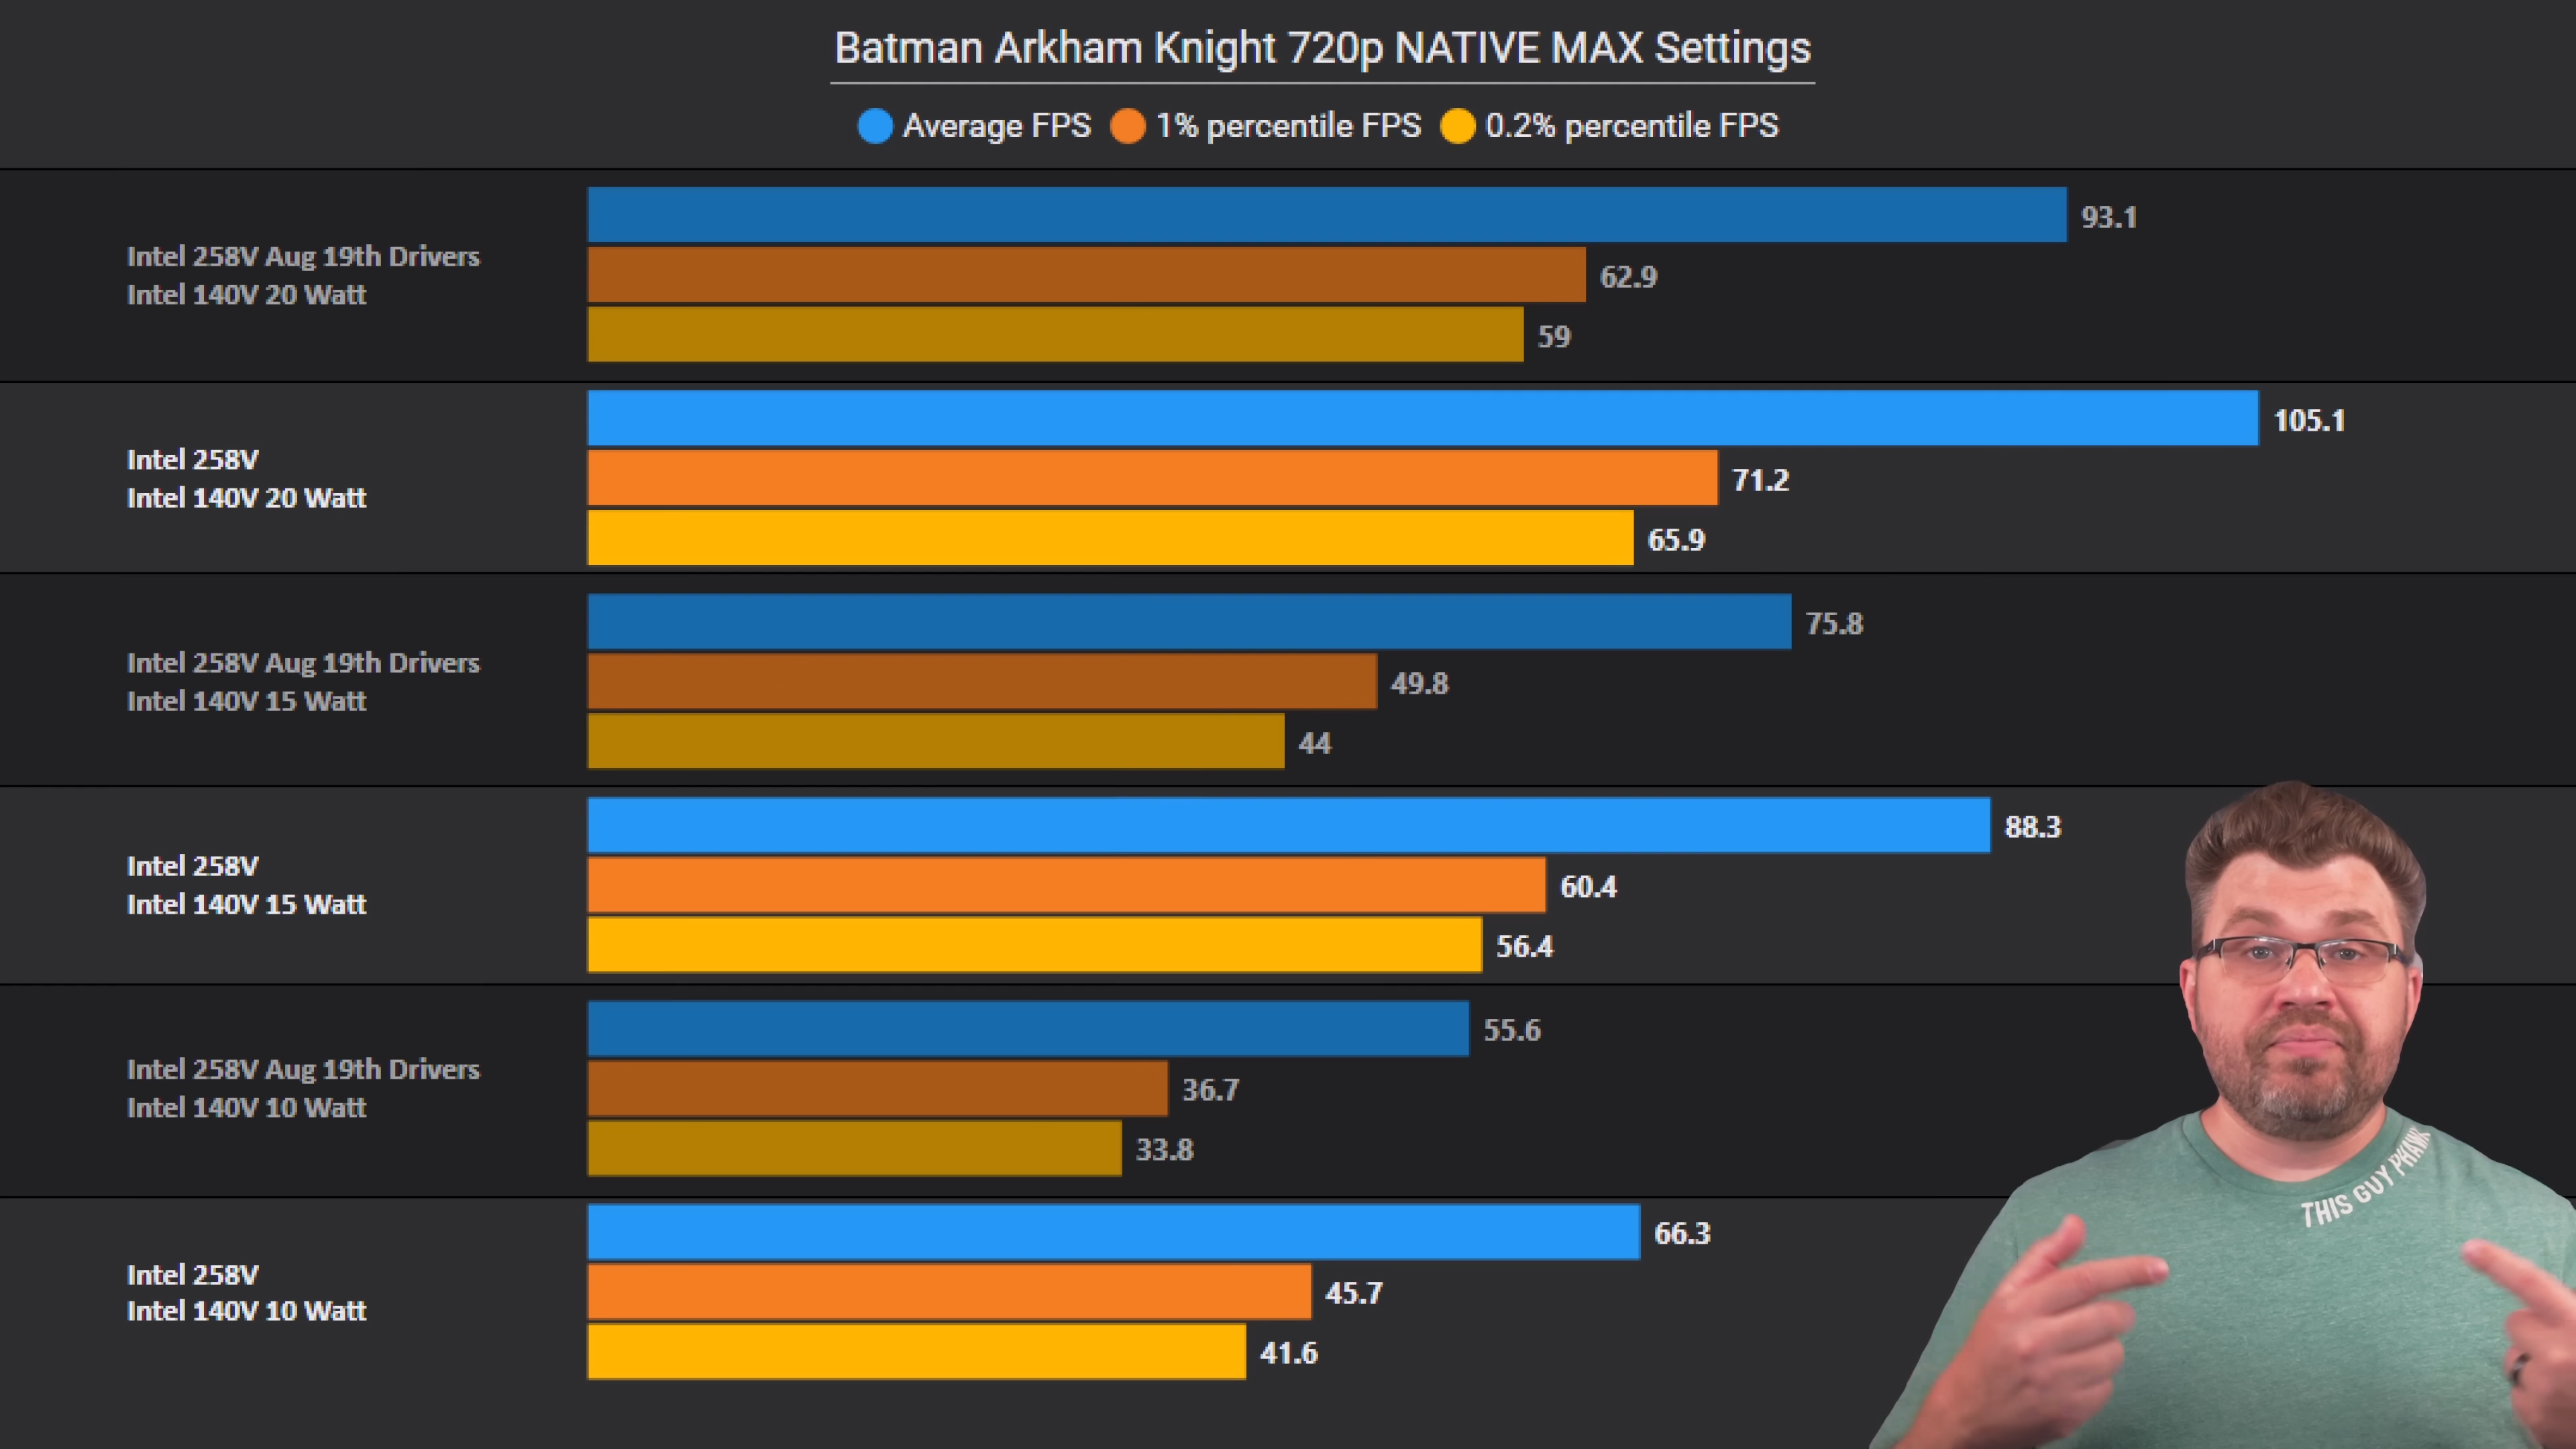 Batman Arkham Knight 720p NATIVE MAX Settings
Average FPS 1% percentile FPS 0.2% percentile FPS
Intel 258V Aug 19th Drivers
Intel 140V 20 Watt
93.1
62.9
59
Intel 258V
Intel 140V 20 Watt
105.1
71.2
65.9
Intel 258V Aug 19th Drivers
Intel 140V 15 Watt
75.8
49.8
44
Intel 258V
Intel 140V 15 Watt
88.3
60.4
56.4
Intel 258V Aug 19th Drivers
Intel 140V 10 Watt
55.6
36.7
33.8
Intel 258V
Intel 140V 10 Watt
66.3
45.7
41.6
THIS GUY